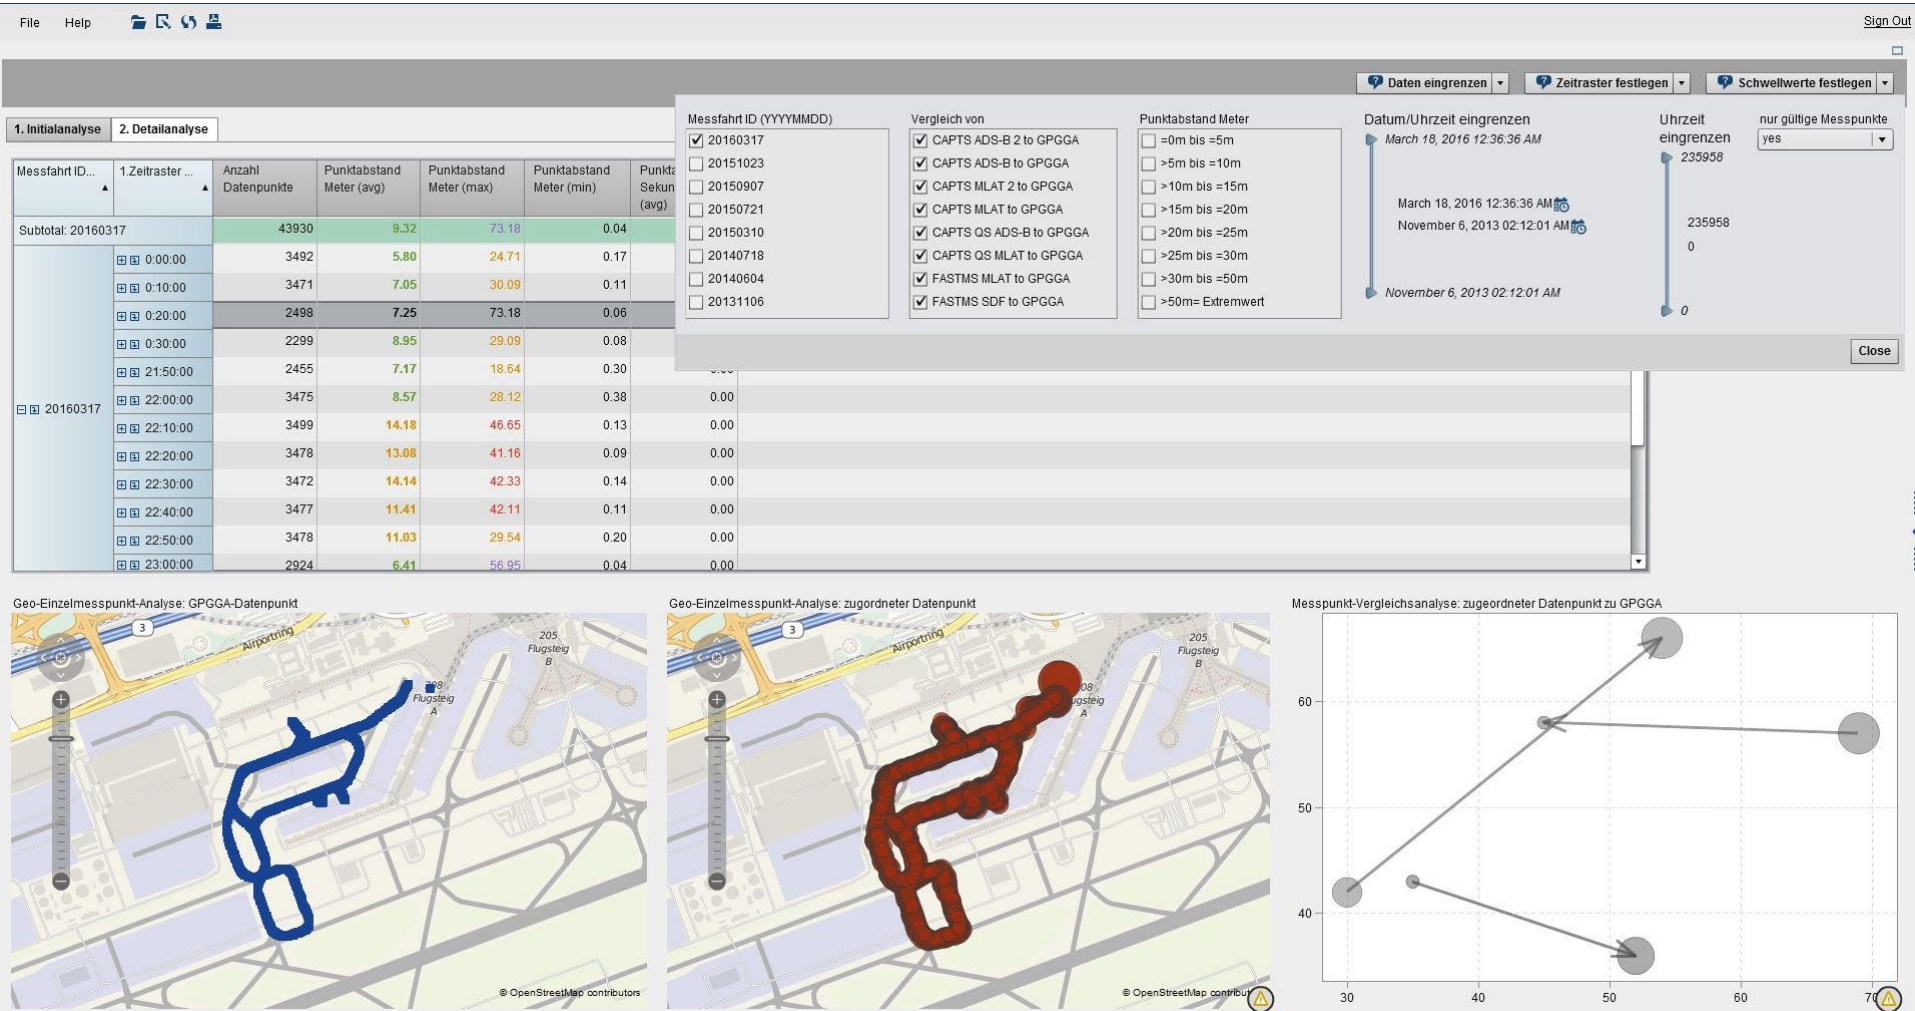 File Help
Sign Out
Daten eingrenzen Zeitraster festlegen Schwellwerte festlegen
1. Initialanalyse 2. Detailanalyse
Messfahrt ID (YYYYMMDD)
20160317
20151023
20150907
20150721
20150310
20140718
20140604
20131106
Vergleich von
CAPTS ADS-B 2 to GPGGA
CAPTS ADS-B to GPGGA
CAPTS MLAT 2 to GPGGA
CAPTS MLAT to GPGGA
CAPTS QS ADS-B to GPGGA
CAPTS QS MLAT to GPGGA
FASTMS MLAT to GPGGA
FASTMS SDF to GPGGA
Punktabstand Meter
=0m bis =5m
>5m bis =10m
>10m bis =15m
>15m bis =20m
>20m bis =25m
>25m bis =30m
>30m bis =50m
>50m= Extremwert
Datum/Uhrzeit eingrenzen
March 18, 2016 12:36:36 AM
March 18, 2016 12:36:36 AM
November 6, 2013 02:12:01 AM
November 6, 2013 02:12:01 AM
Uhrzeit
eingrenzen
235958
235958
0
0
nur gültige Messpunkte
yes
Close
Messfahrt ID... 1.Zeitraster ... Anzahl Datenpunkte Punktabstand Meter (avg) Punktabstand Meter (max) Punktabstand Meter (min) (avg)
Subtotal: 20160317 43930 9.32 73.18 0.04
0:00:00 3492 5.80 24.71 0.17
0:10:00 3471 7.05 30.09 0.11
0:20:00 2498 7.25 73.18 0.06
0:30:00 2299 8.95 29.09 0.08
21:50:00 2455 7.17 18.64 0.30
22:00:00 3475 8.57 28.12 0.38 0.00
20160317
22:10:00 3499 14.18 46.65 0.13 0.00
22:20:00 3478 13.08 41.16 0.09 0.00
22:30:00 3472 14.14 42.33 0.14 0.00
22:40:00 3477 11.41 42.11 0.11 0.00
22:50:00 3478 11.03 29.54 0.20 0.00
23:00:00 2924 6.41 56.95 0.04 0.00
Geo-Einzelmesspunkt-Analyse: GPGGA-Datenpunkt
3
Airportring
205
Flugsteig
B
Flugsteig
A
© OpenStreetMap contributors
Geo-Einzelmesspunkt-Analyse: zugordneter Datenpunkt
3
Airportring
205
Flugsteig
B
A
© OpenStreetMap
Messpunkt-Vergleichsanalyse: zugeordneter Datenpunkt zu GPGGA
60
50
40
30 40 50 60